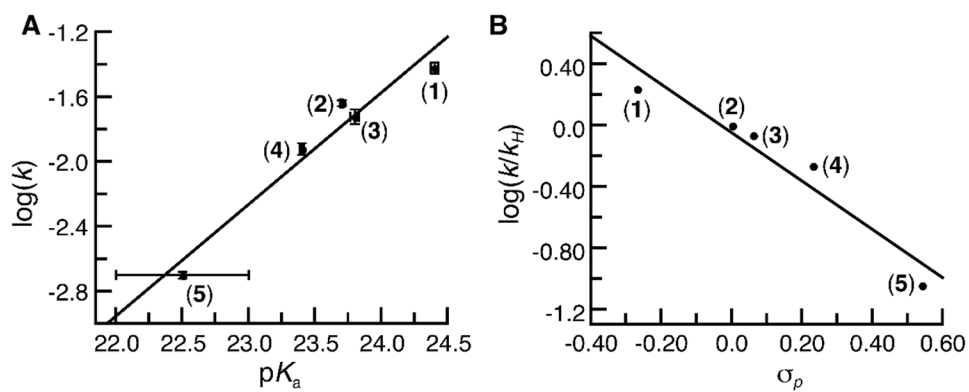 A
-1.2
-1.6
-2.0
-2.4
-2.8
log(k)
(1)
(2)
(3)
(4)
(5)
22.0 22.5 23.0 23.5 24.0 24.5
pKa
B
0.40
0.0
-0.40
-0.80
-1.2
log(k/kH)
(1)
(2)
(3)
(4)
(5)
-0.40 -0.20 0.0 0.20 0.40 0.60
σp